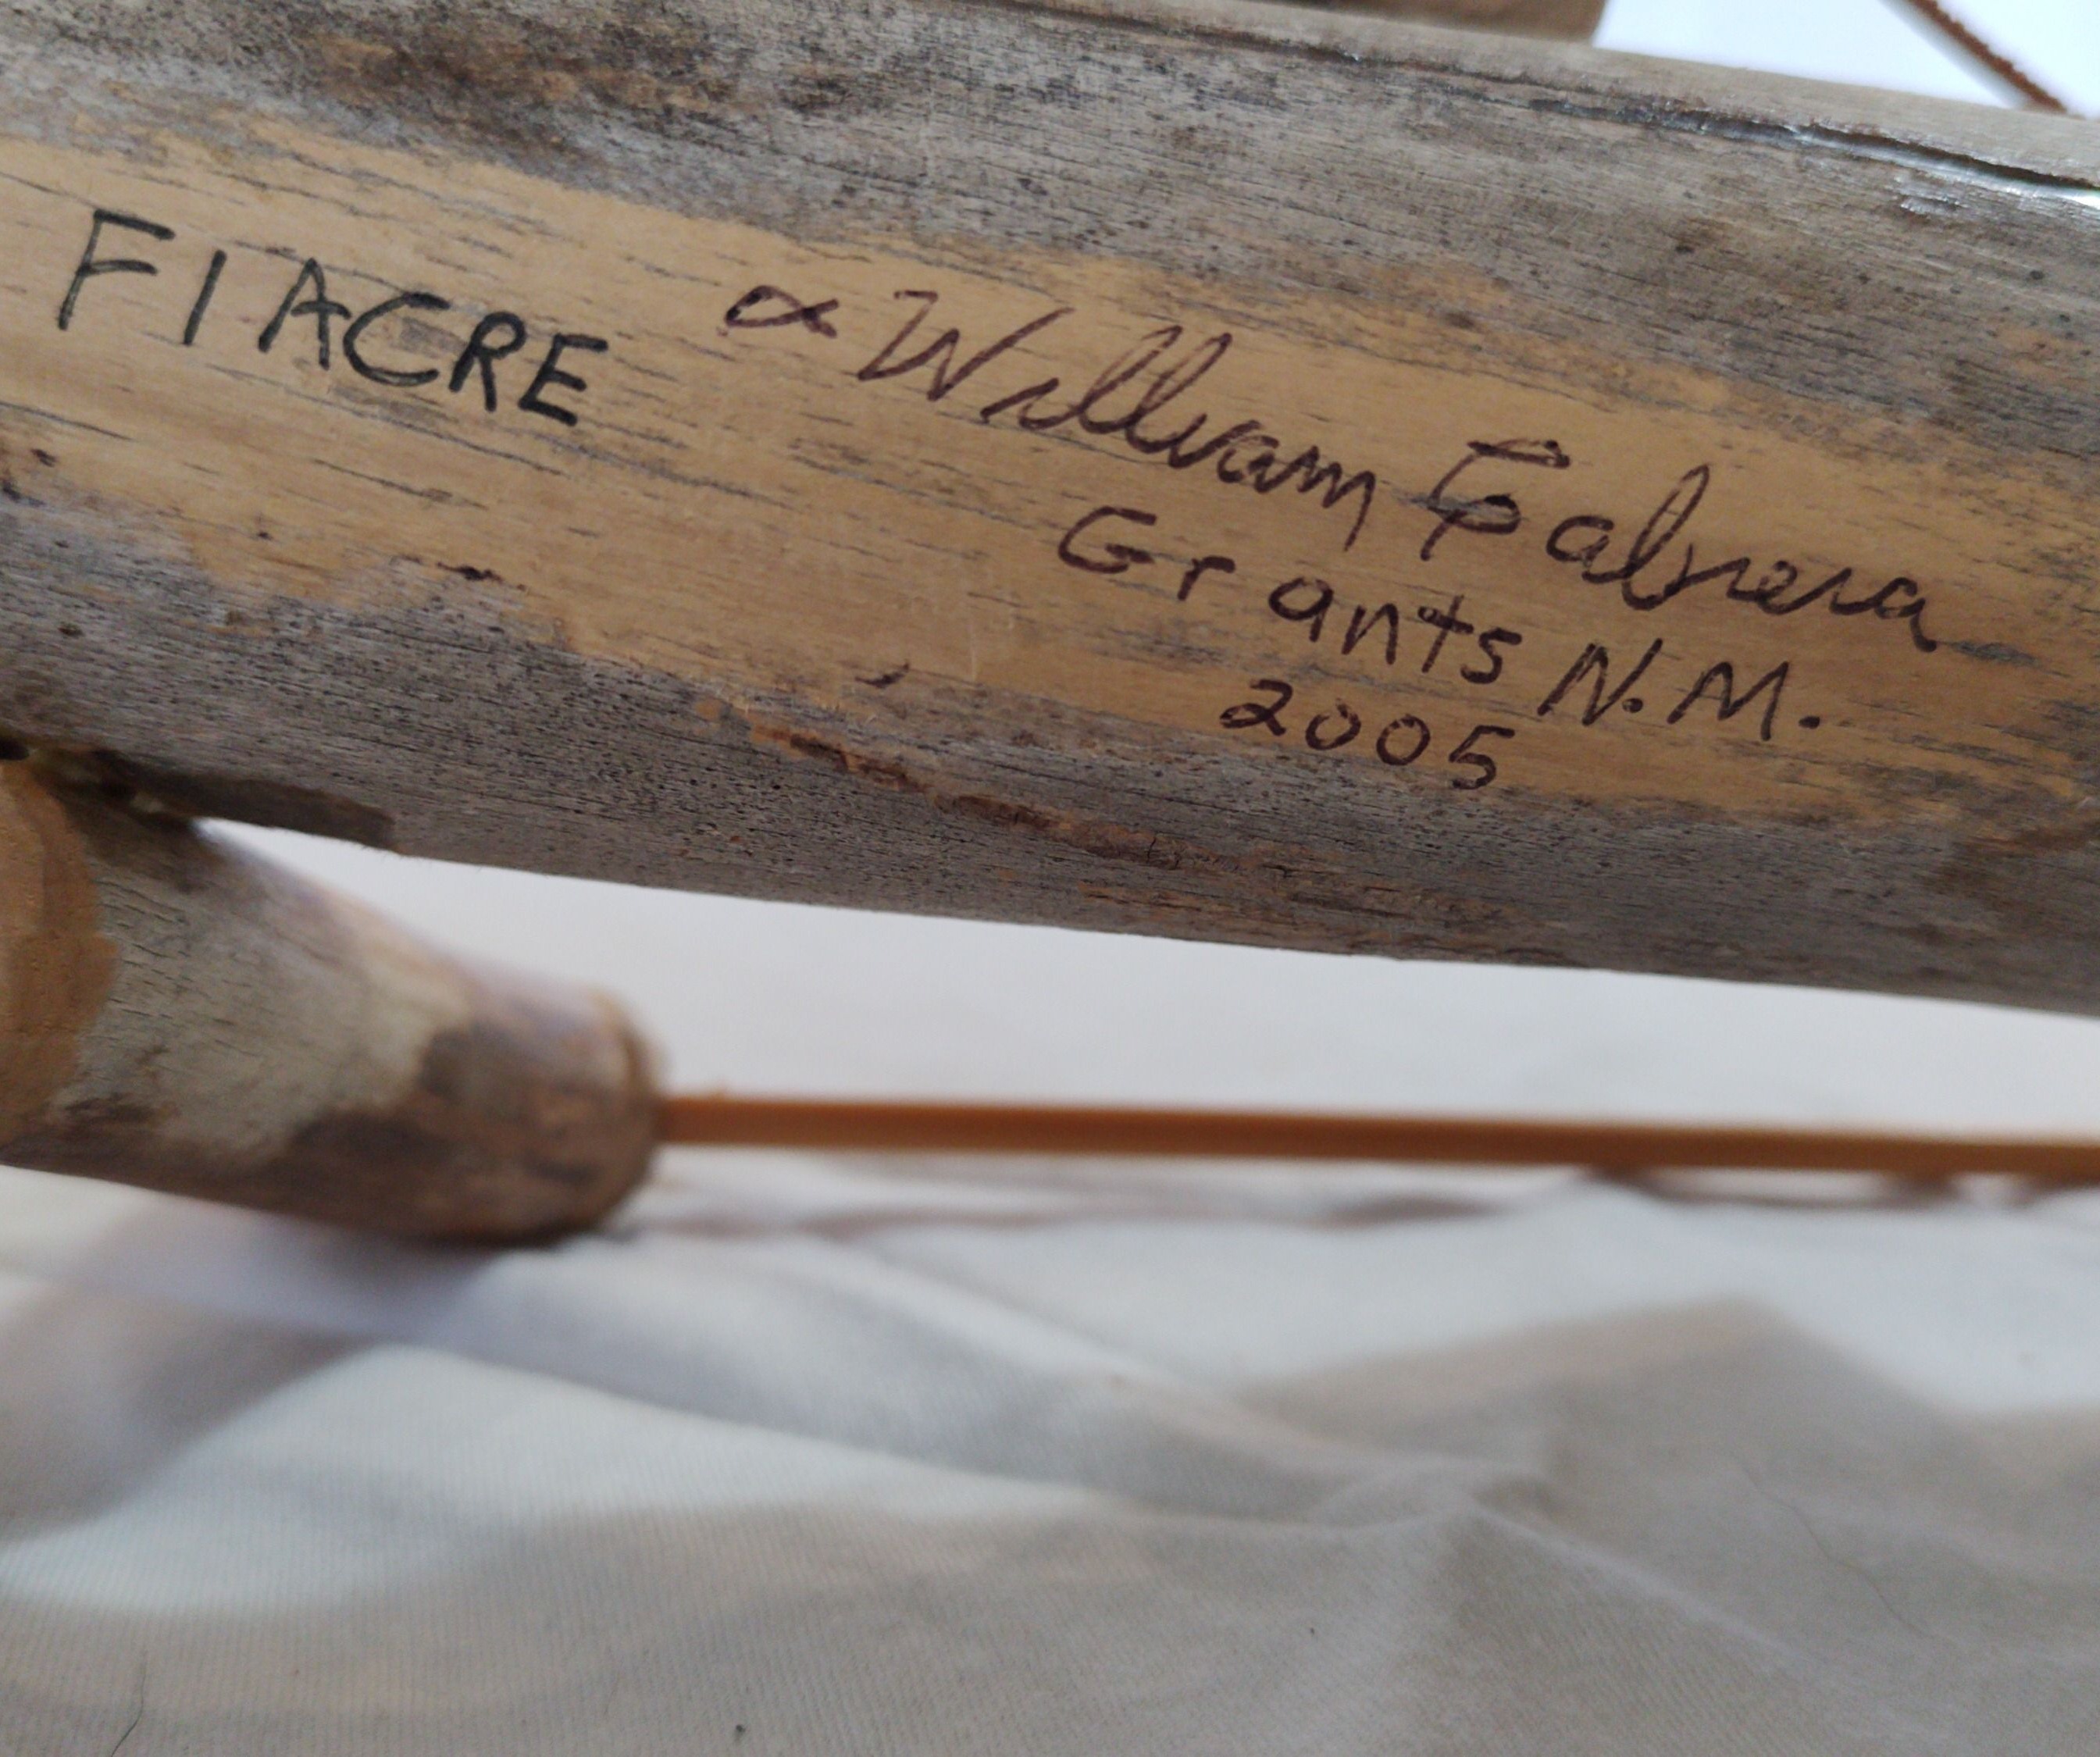 FIACRE
∝ William Cabrera
Grants N.M.
2005